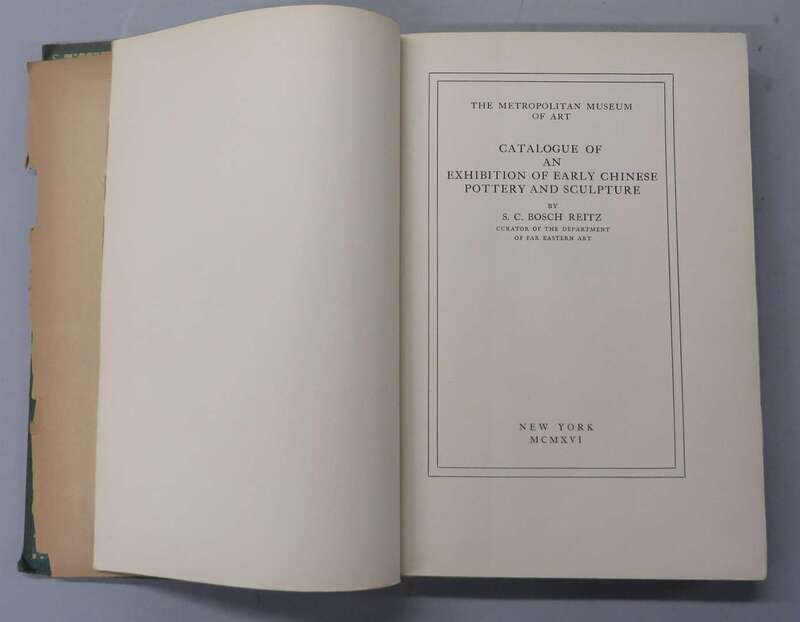 THE METROPOLITAN MUSEUM
OF ART
CATALOGUE OF
AN
EXHIBITION OF EARLY CHINESE
POTTERY AND SCULPTURE
BY
S. C. BOSCH REITZ
CURATOR OF THE DEPARTMENT
OF FAR EASTERN ART
NEW YORK
MCMXVI